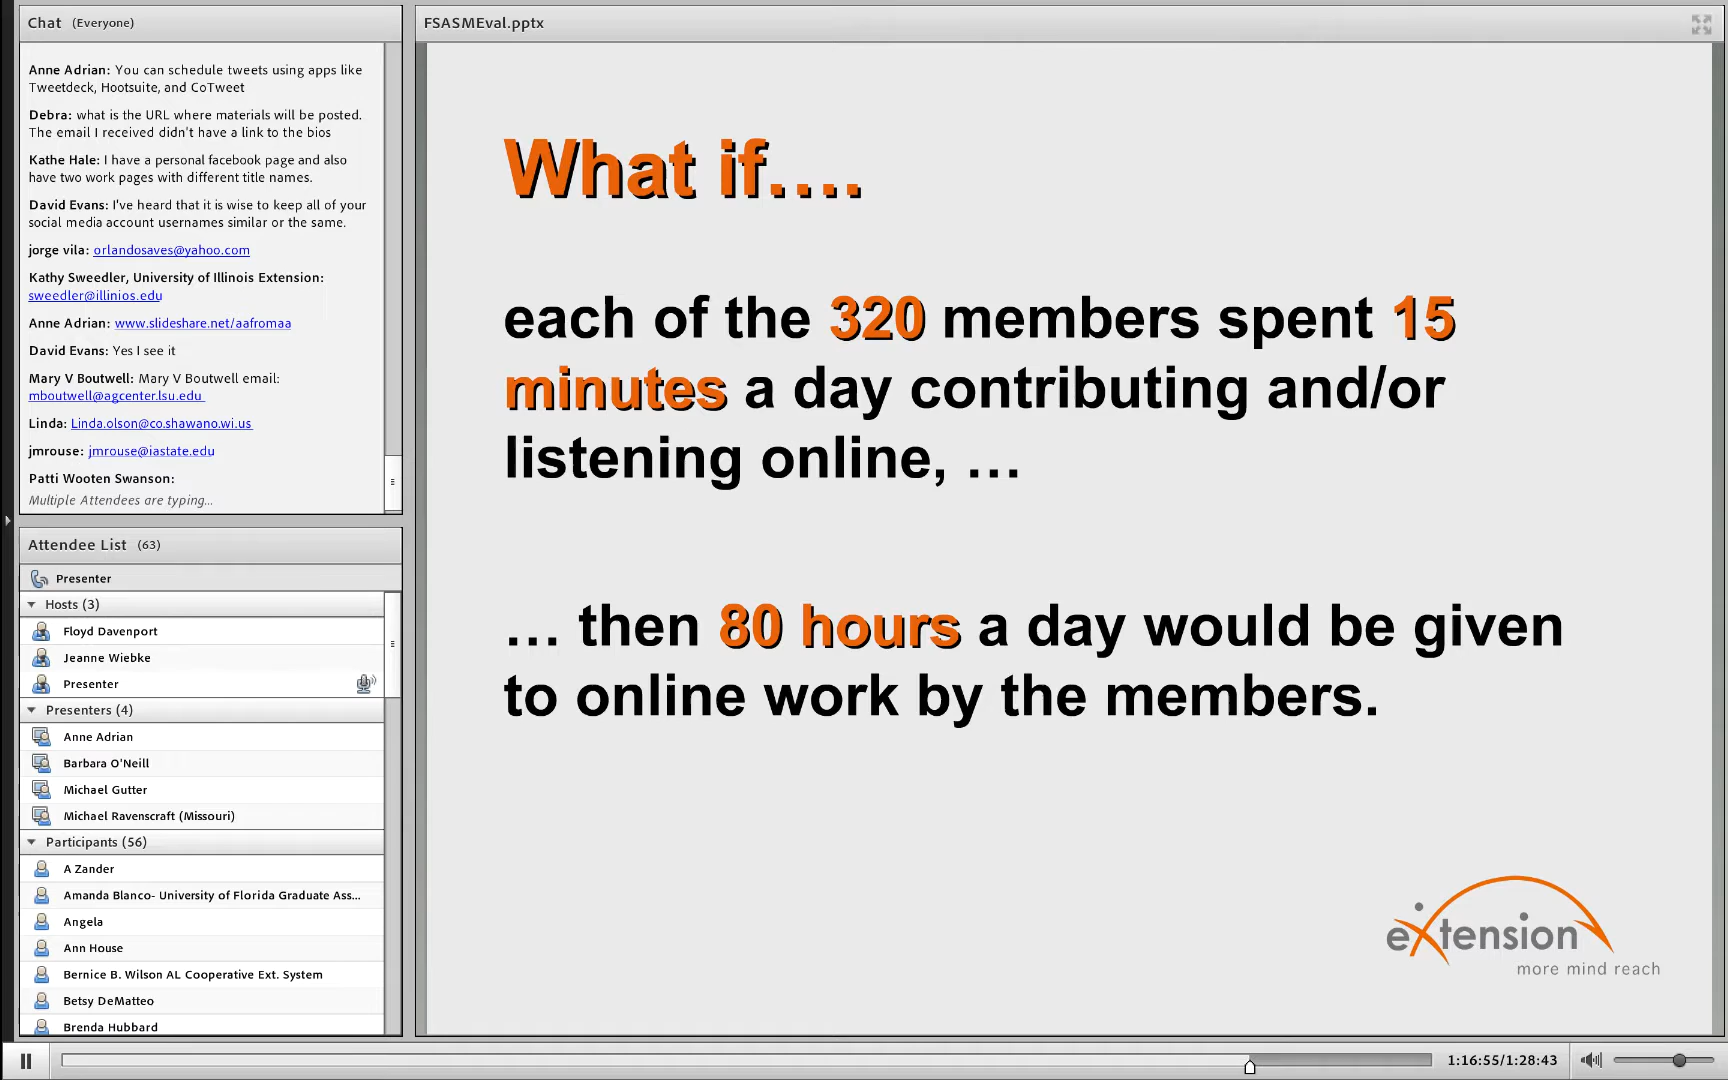 Chat (Everyone)
Anne Adrian: You can schedule tweets using apps like
Tweetdeck, Hootsuite, and CoTweet
Debra: what is the URL where materials will be posted.
The email I received didn't have a link to the bios
Kathe Hale: I have a personal facebook page and also
have two work pages with different title names.
David Evans: I've heard that it is wise to keep all of your
social media account usernames similar or the same.
jorge vila: orlandosaves@yahoo.com
Kathy Sweedler, University of Illinois Extension:
sweedler@illinios.edu
Anne Adrian: www.slideshare.net/aafromaa
David Evans: Yes I see it
Mary V Boutwell: Mary V Boutwell email:
mboutwell@agcenter.lsu.edu
Linda: Linda.olson@co.shawano.wi.us
jmrouse: jmrouse@iastate.edu
Patti Wooten Swanson:
Multiple Attendees are typing...
Attendee List (63)
Presenter
Hosts (3)
Floyd Davenport
Jeanne Wiebke
Presenter
Presenters (4)
Anne Adrian
Barbara O'Neill
Michael Gutter
Michael Ravenscraft (Missouri)
Participants (56)
A Zander
Amanda Blanco- University of Florida Graduate Ass...
Angela
Ann House
Bernice B. Wilson AL Cooperative Ext. System
Betsy DeMatteo
Brenda Hubbard
FSASMEval.pptx
What if....
each of the 320 members spent 15
minutes a day contributing and/or
listening online, ...
... then 80 hours a day would be given
to online work by the members.
eXtension
more mind reach
1:16:55/1:28:43